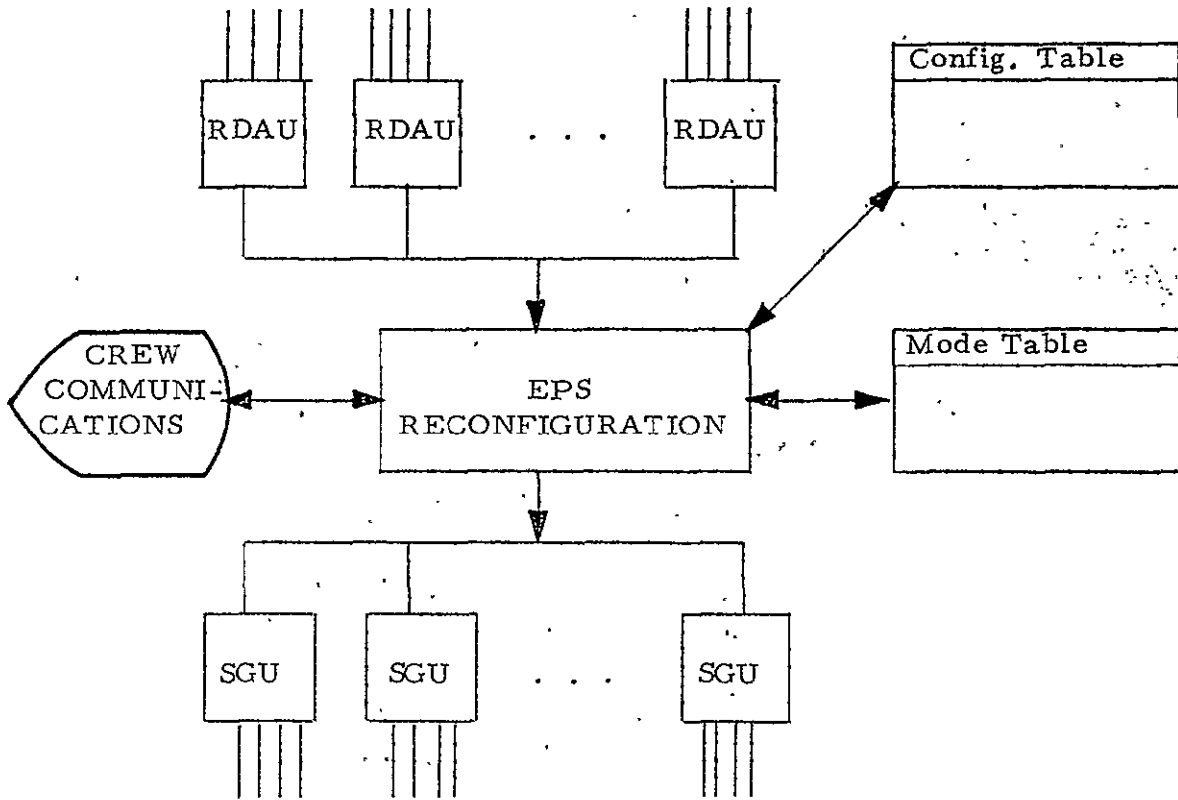 RDAU RDAU . . . RDAU
Config. Table
CREW
COMMUNI-
CATIONS
EPS
RECONFIGURATION
Mode Table
SGU SGU . . . SGU